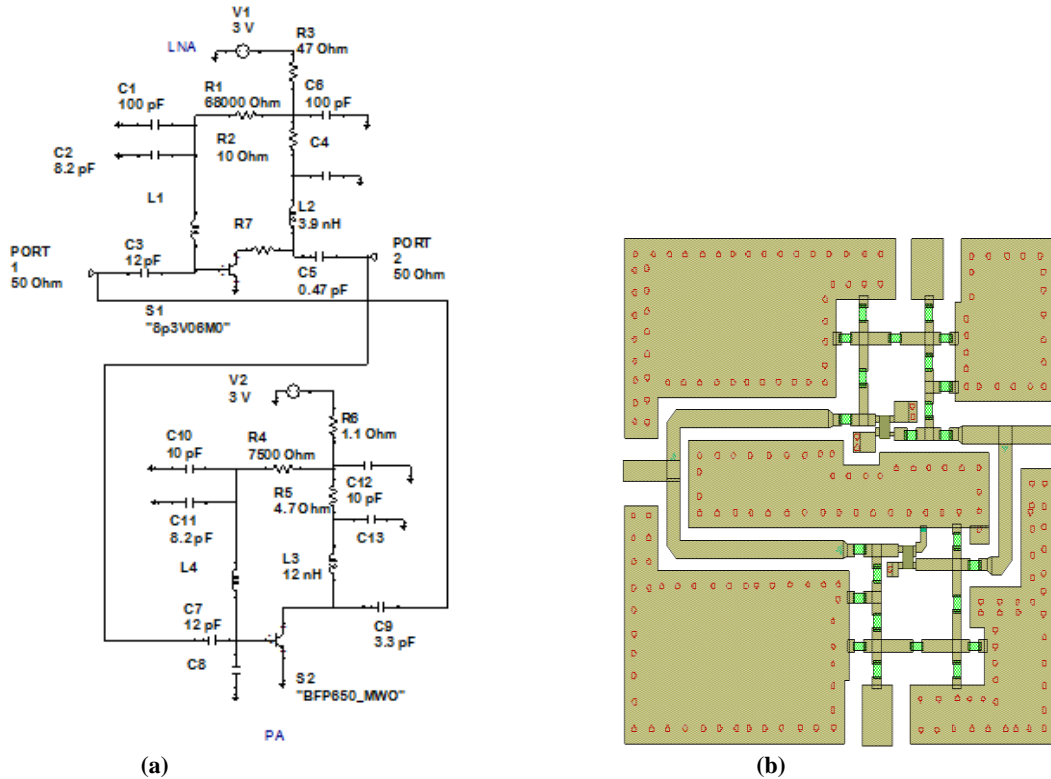 V1
3 V
LNA
R3
47 Ohm
C1
100 pF
R1
68000 Ohm
C6
100 pF
R2
10 Ohm
C4
C2
8.2 pF
L1
L2
3.9 nH
R7
PORT
1
50 Ohm
C3
12 pF
PORT
2
50 Ohm
C5
0.47 pF
S1
"8p3V06M0"
V2
3 V
R6
1.1 Ohm
C10
10 pF
R4
7500 Ohm
C12
10 pF
R5
4.7 Ohm
C11
8.2 pF
C13
L4
L3
12 nH
C7
12 pF
C9
3.3 pF
C8
S2
"BFP650_MWO"
PA
(a)
(b)